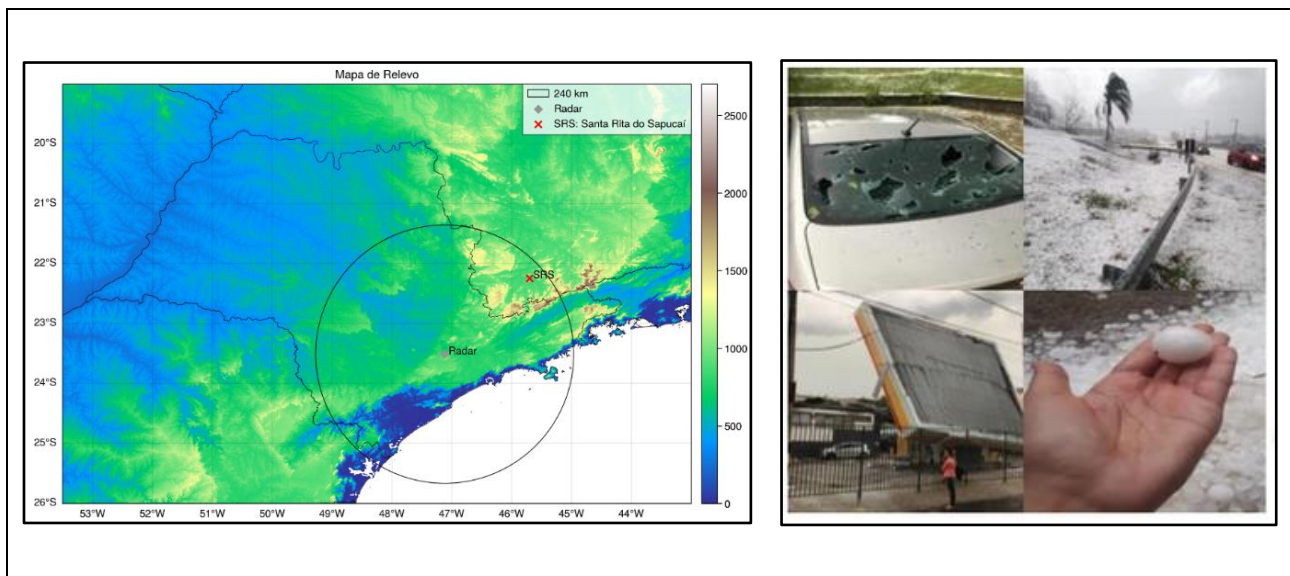 Mapa de Relevo
240 km
Radar
SRS: Santa Rita do Sapucaí
20°S
21°S
22°S
23°S
24°S
25°S
26°S
SRS
Radar
53°W 52°W 51°W 50°W 49°W 48°W 47°W 46°W 45°W 44°W
2500
2000
1500
1000
500
0